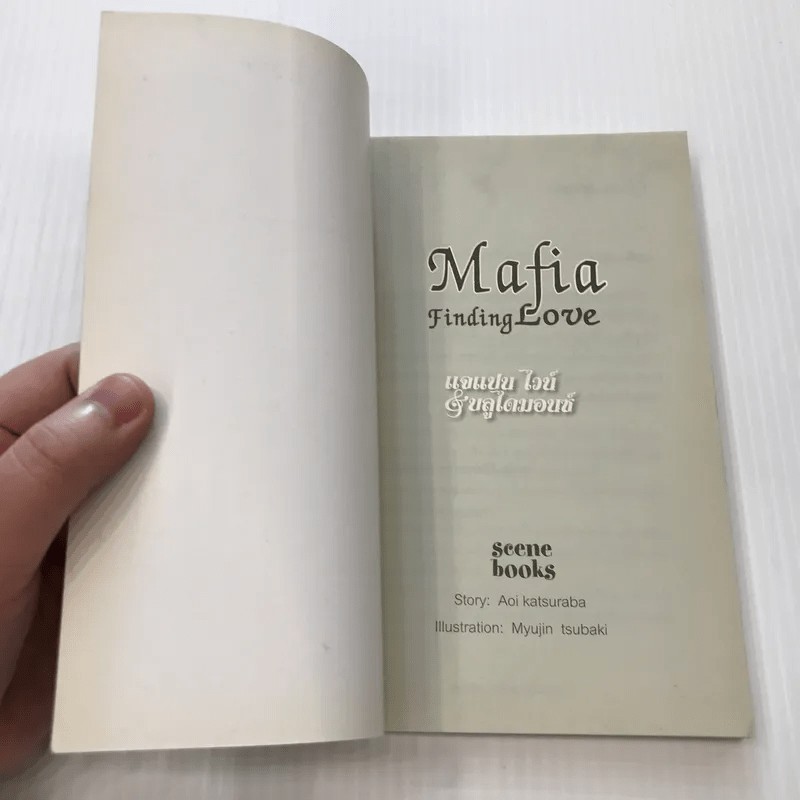 Mafia
Finding Love
แจแปน ไวน์
& บลูไดมอนช์
scene
books
Story: Aoi katsuraba
Illustration: Myujin tsubaki